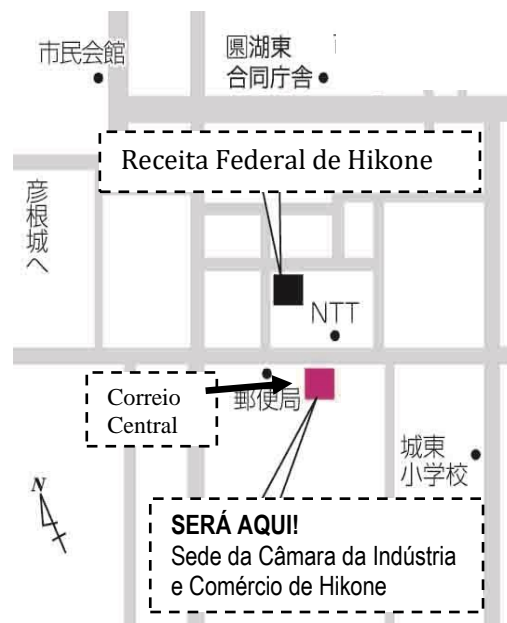 市民会館
圓湖東
合同庁舎
Receita Federal de Hikone
彦根城へ
NTT
Correio
Central
郵便局
城東
小学校
N
SERÁ AQUI!
Sede da Câmara da Indústria
e Comércio de Hikone